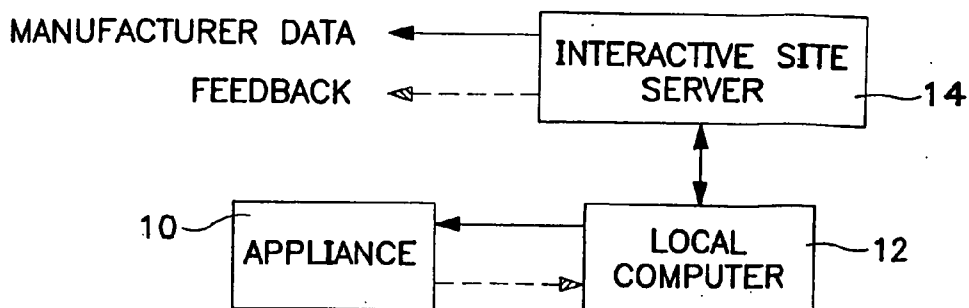 MANUFACTURER DATA
FEEDBACK
INTERACTIVE SITE
SERVER
14
10
APPLIANCE
LOCAL
COMPUTER
12